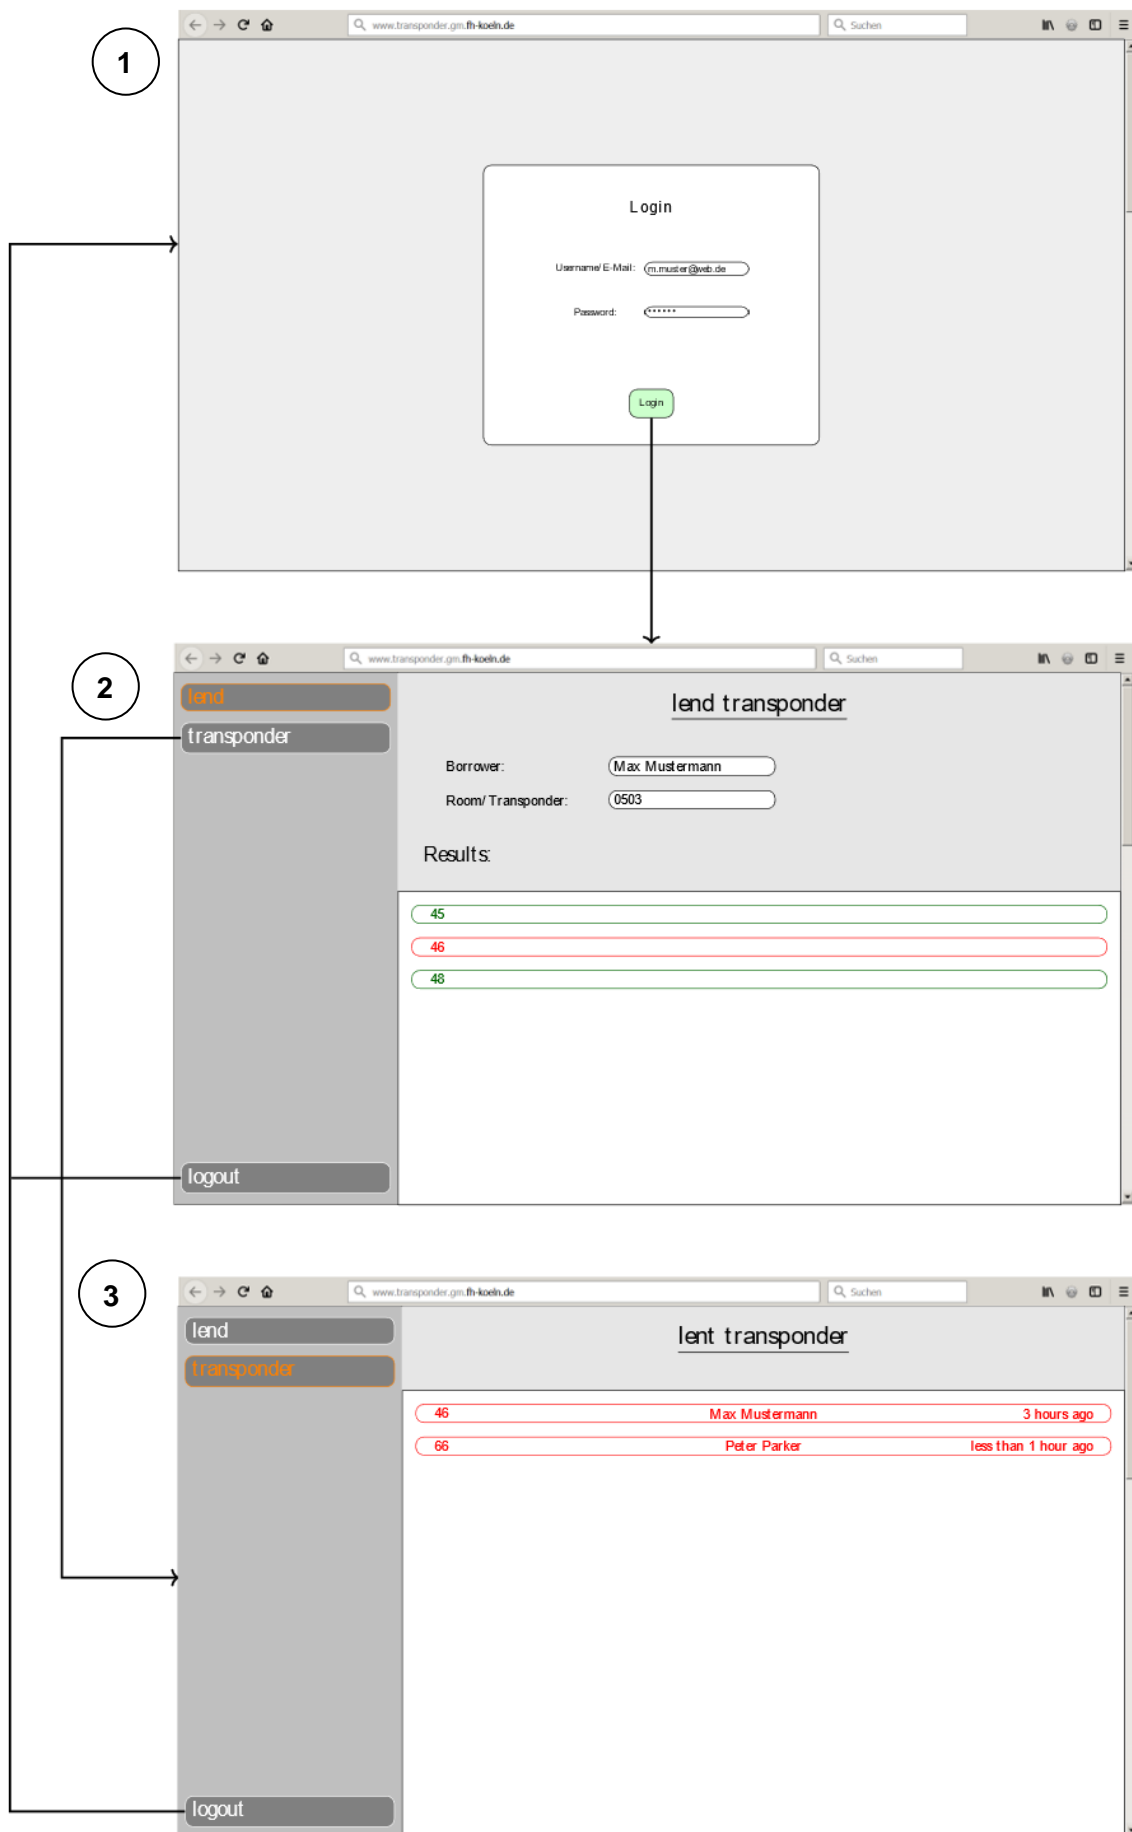 www.transponder.gm.fh-koeln.de Suchen
1
Login
Username/ E-Mail: m.muster@web.de
Password: ••••••
Login
www.transponder.gm.fh-koeln.de Suchen
2
lend
lend transponder
transponder
Borrower: Max Mustermann
Room/ Transponder: 0503
Results:
45
46
48
logout
3
www.transponder.gm.fh-koeln.de Suchen
lend
lent transponder
transponder
46 Max Mustermann 3 hours ago
66 Peter Parker less than 1 hour ago
logout